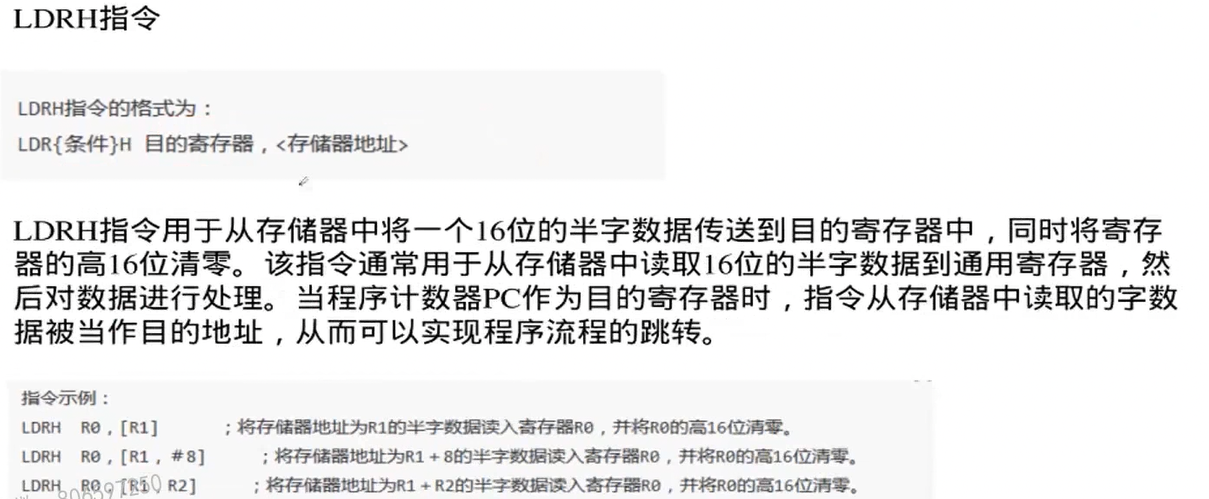 LDRH指令
LDRH指令的格式为：
LDR{条件}H 目的寄存器，<存储器地址>
LDRH指令用于从存储器中将一个16位的半字数据传送到目的寄存器中，同时将寄存
器的高16位清零。该指令通常用于从存储器中读取16位的半字数据到通用寄存器，然
后对数据进行处理。当程序计数器PC作为目的寄存器时，指令从存储器中读取的字数
据被当作目的地址，从而可以实现程序流程的跳转。
指令示例：
LDRH R0，[R1] ；将存储器地址为R1的半字数据读入寄存器R0，并将R0的高16位清零。
LDRH R0，[R1，＃8] ；将存储器地址为R1＋8的半字数据读入寄存器R0，并将R0的高16位清零。
LDRH R0，[R1，R2] ；将存储器地址为R1＋R2的半字数据读入寄存器R0，并将R0的高16位清零。